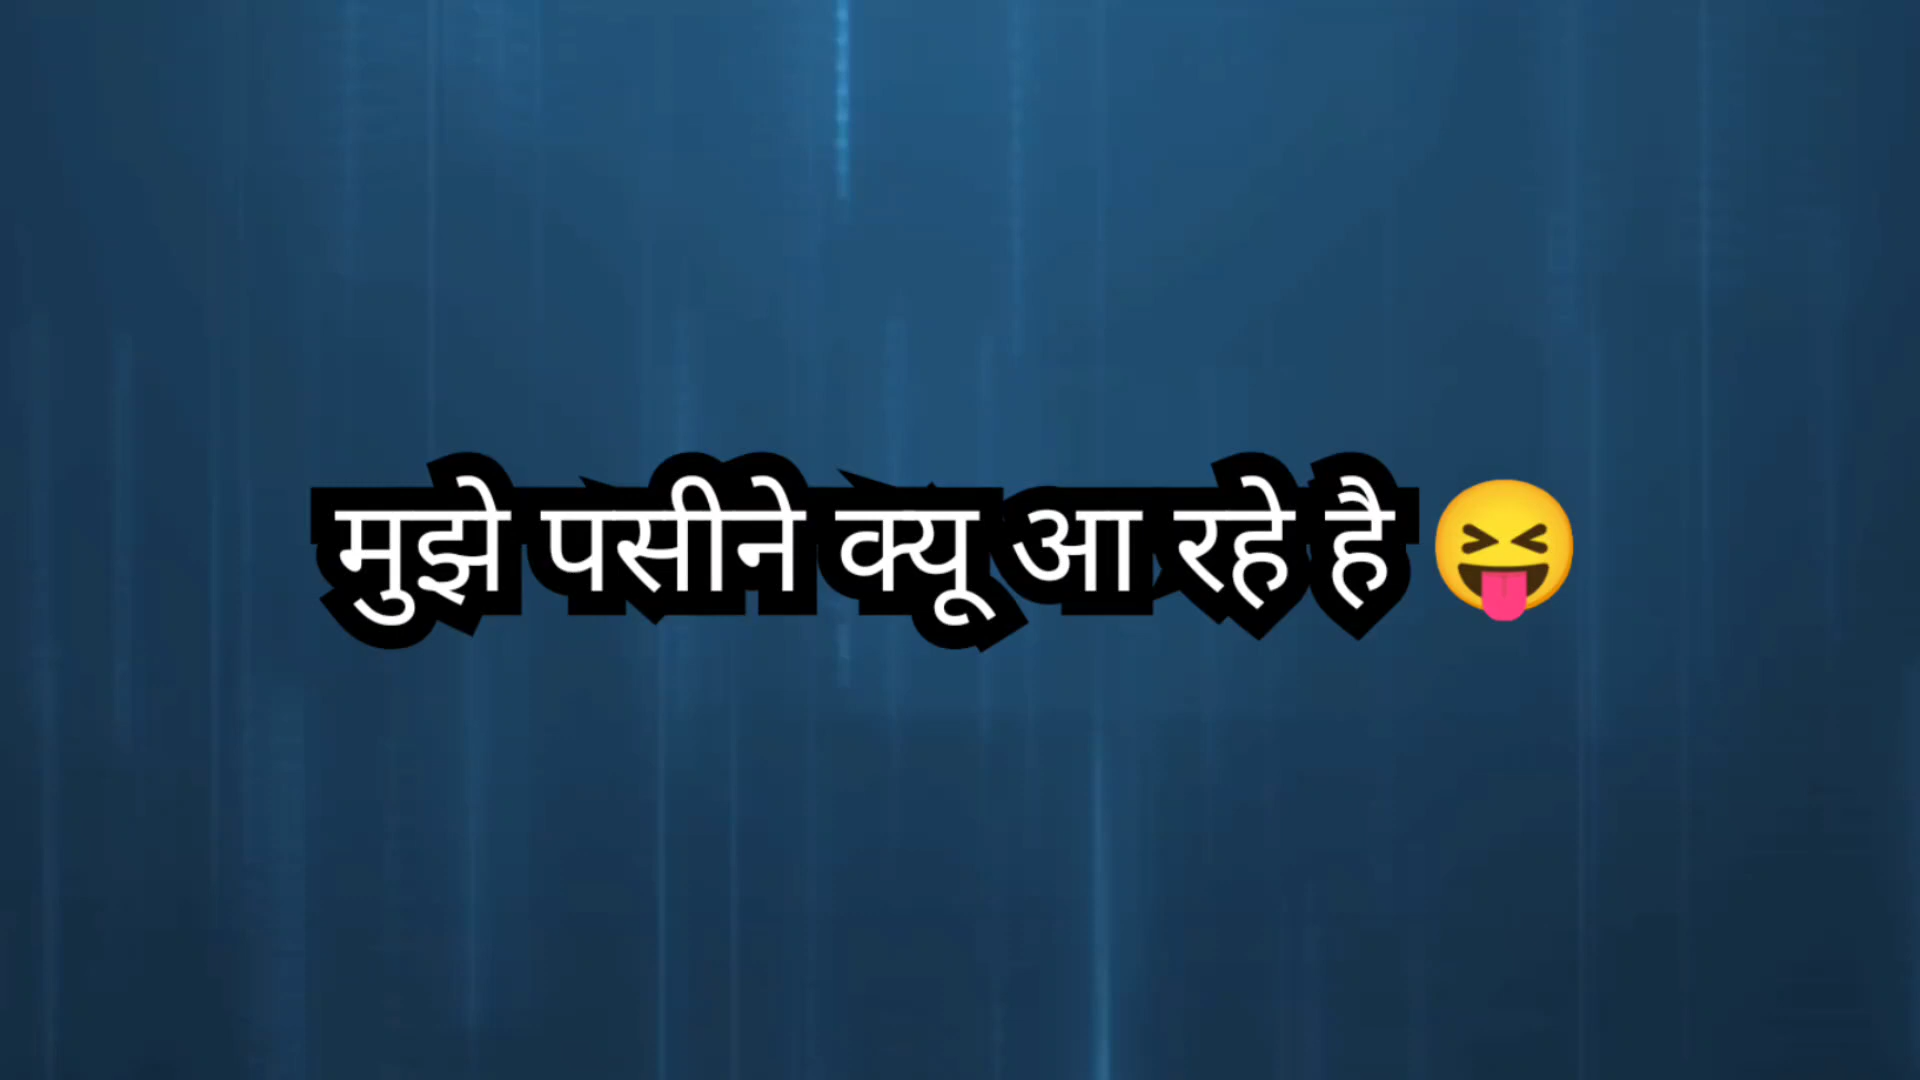 मुझे पसीने क्यू आ रहे है 😝